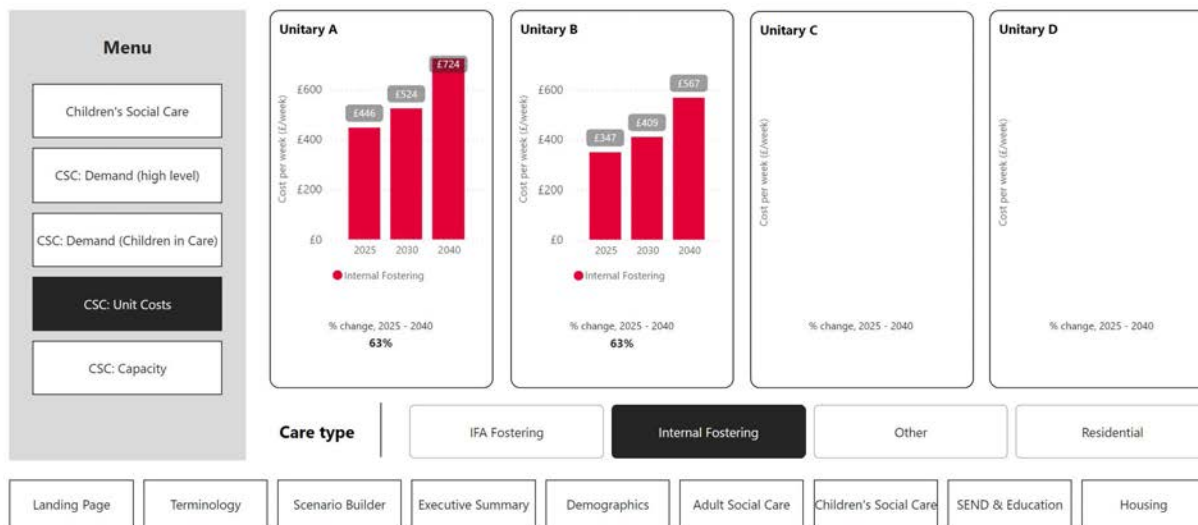 Menu
Children's Social Care
CSC: Demand (high level)
CSC: Demand (Children in Care)
CSC: Unit Costs
CSC: Capacity
Unitary A
Cost per week (£/week)
£600
£400
£200
£0
£446
£524
£724
2025 2030 2040
Internal Fostering
% change, 2025 - 2040
63%
Unitary B
Cost per week (£/week)
£600
£400
£200
£0
£347
£409
£567
2025 2030 2040
Internal Fostering
% change, 2025 - 2040
63%
Unitary C
Cost per week (£/week)
% change, 2025 - 2040
Unitary D
Cost per week (£/week)
% change, 2025 - 2040
Care type
IFA Fostering
Internal Fostering
Other
Residential
Landing Page
Terminology
Scenario Builder
Executive Summary
Demographics
Adult Social Care
Children's Social Care
SEND & Education
Housing